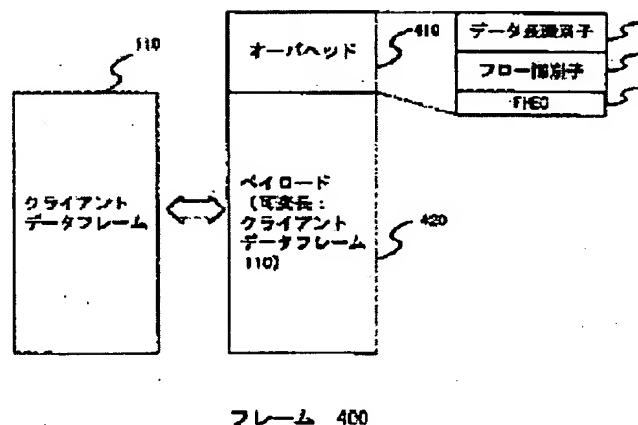 110
クライアント
データフレーム
オーバヘッド
410
データ長識別子
フロー識別子
FHEC
ペイロード
(可変長:
クライアント
データフレーム
110)
420
フレーム 400